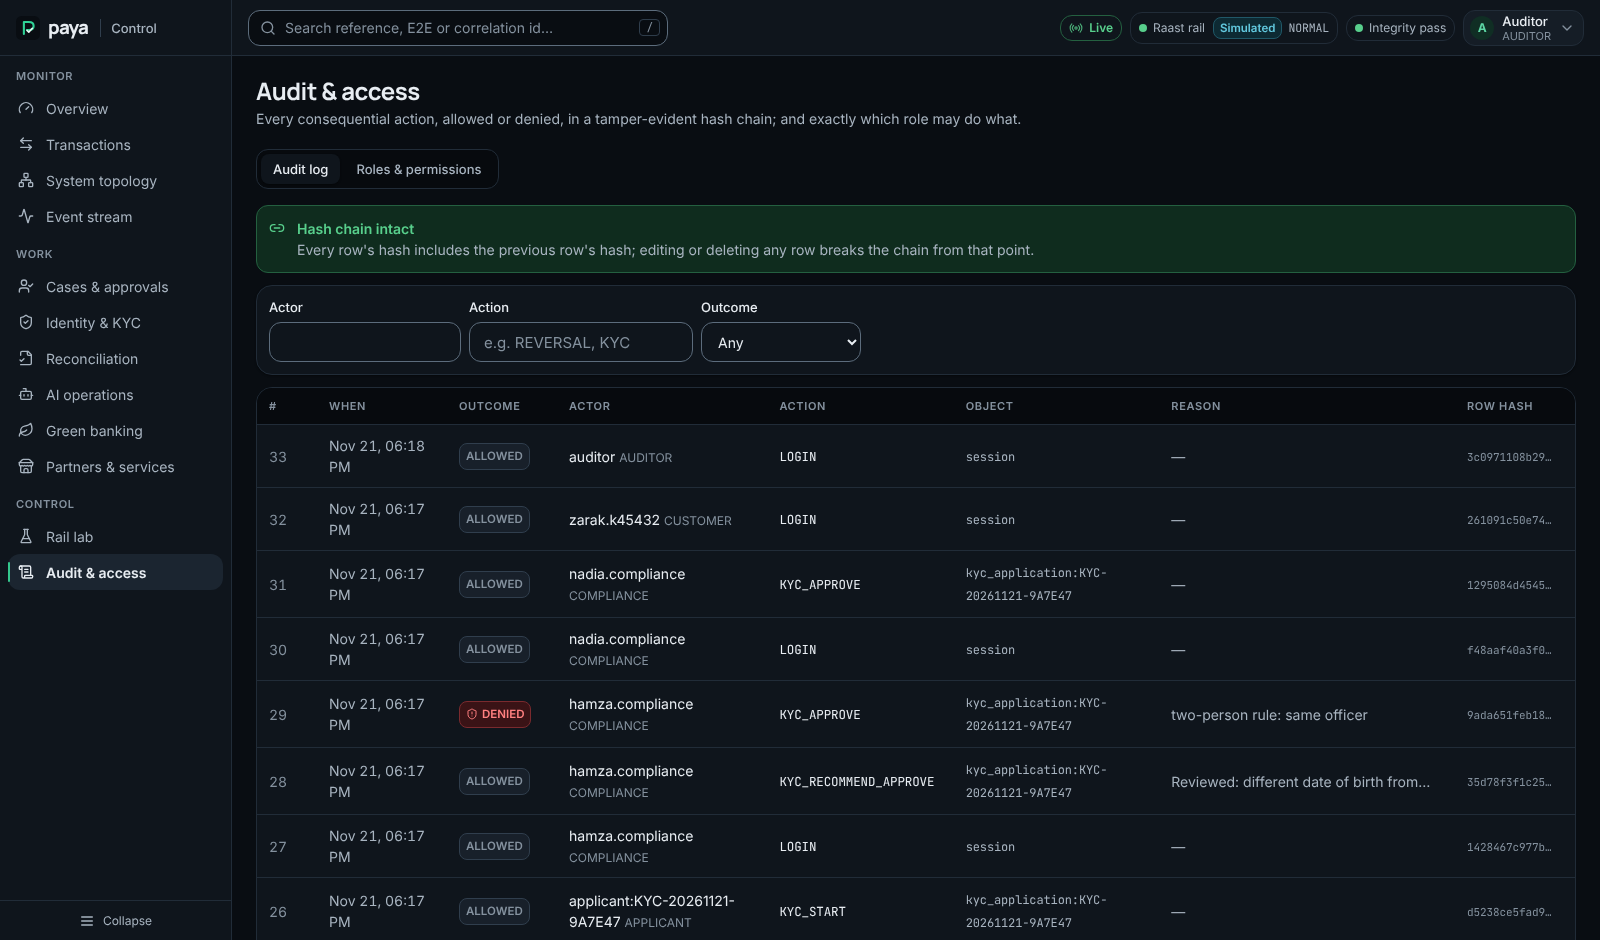 paya Control
Search reference, E2E or correlation id... /
Live
Raast rail Simulated NORMAL
Integrity pass
A Auditor
AUDITOR
MONITOR
Overview
Transactions
System topology
Event stream
WORK
Cases & approvals
Identity & KYC
Reconciliation
AI operations
Green banking
Partners & services
CONTROL
Rail lab
Audit & access
Collapse
Audit & access
Every consequential action, allowed or denied, in a tamper-evident hash chain; and exactly which role may do what.
Audit log Roles & permissions
Hash chain intact
Every row's hash includes the previous row's hash; editing or deleting any row breaks the chain from that point.
Actor Action Outcome
e.g. REVERSAL, KYC Any
# WHEN OUTCOME ACTOR ACTION OBJECT REASON ROW HASH
33 Nov 21, 06:18 PM ALLOWED auditor AUDITOR LOGIN session — 3c0971108b29…
32 Nov 21, 06:17 PM ALLOWED zarak.k45432 CUSTOMER LOGIN session — 261091c50e74…
31 Nov 21, 06:17 PM ALLOWED nadia.compliance COMPLIANCE KYC_APPROVE kyc_application:KYC-20261121-9A7E47 — 1295084d4545…
30 Nov 21, 06:17 PM ALLOWED nadia.compliance COMPLIANCE LOGIN session — f48aaf40a3f0…
29 Nov 21, 06:17 PM DENIED hamza.compliance COMPLIANCE KYC_APPROVE kyc_application:KYC-20261121-9A7E47 two-person rule: same officer 9ada651feb18…
28 Nov 21, 06:17 PM ALLOWED hamza.compliance COMPLIANCE KYC_RECOMMEND_APPROVE kyc_application:KYC-20261121-9A7E47 Reviewed: different date of birth from… 35d78f3f1c25…
27 Nov 21, 06:17 PM ALLOWED hamza.compliance COMPLIANCE LOGIN session — 1428467c977b…
26 Nov 21, 06:17 PM ALLOWED applicant:KYC-20261121-9A7E47 APPLICANT KYC_START kyc_application:KYC-20261121-9A7E47 — d5238ce5fad9…